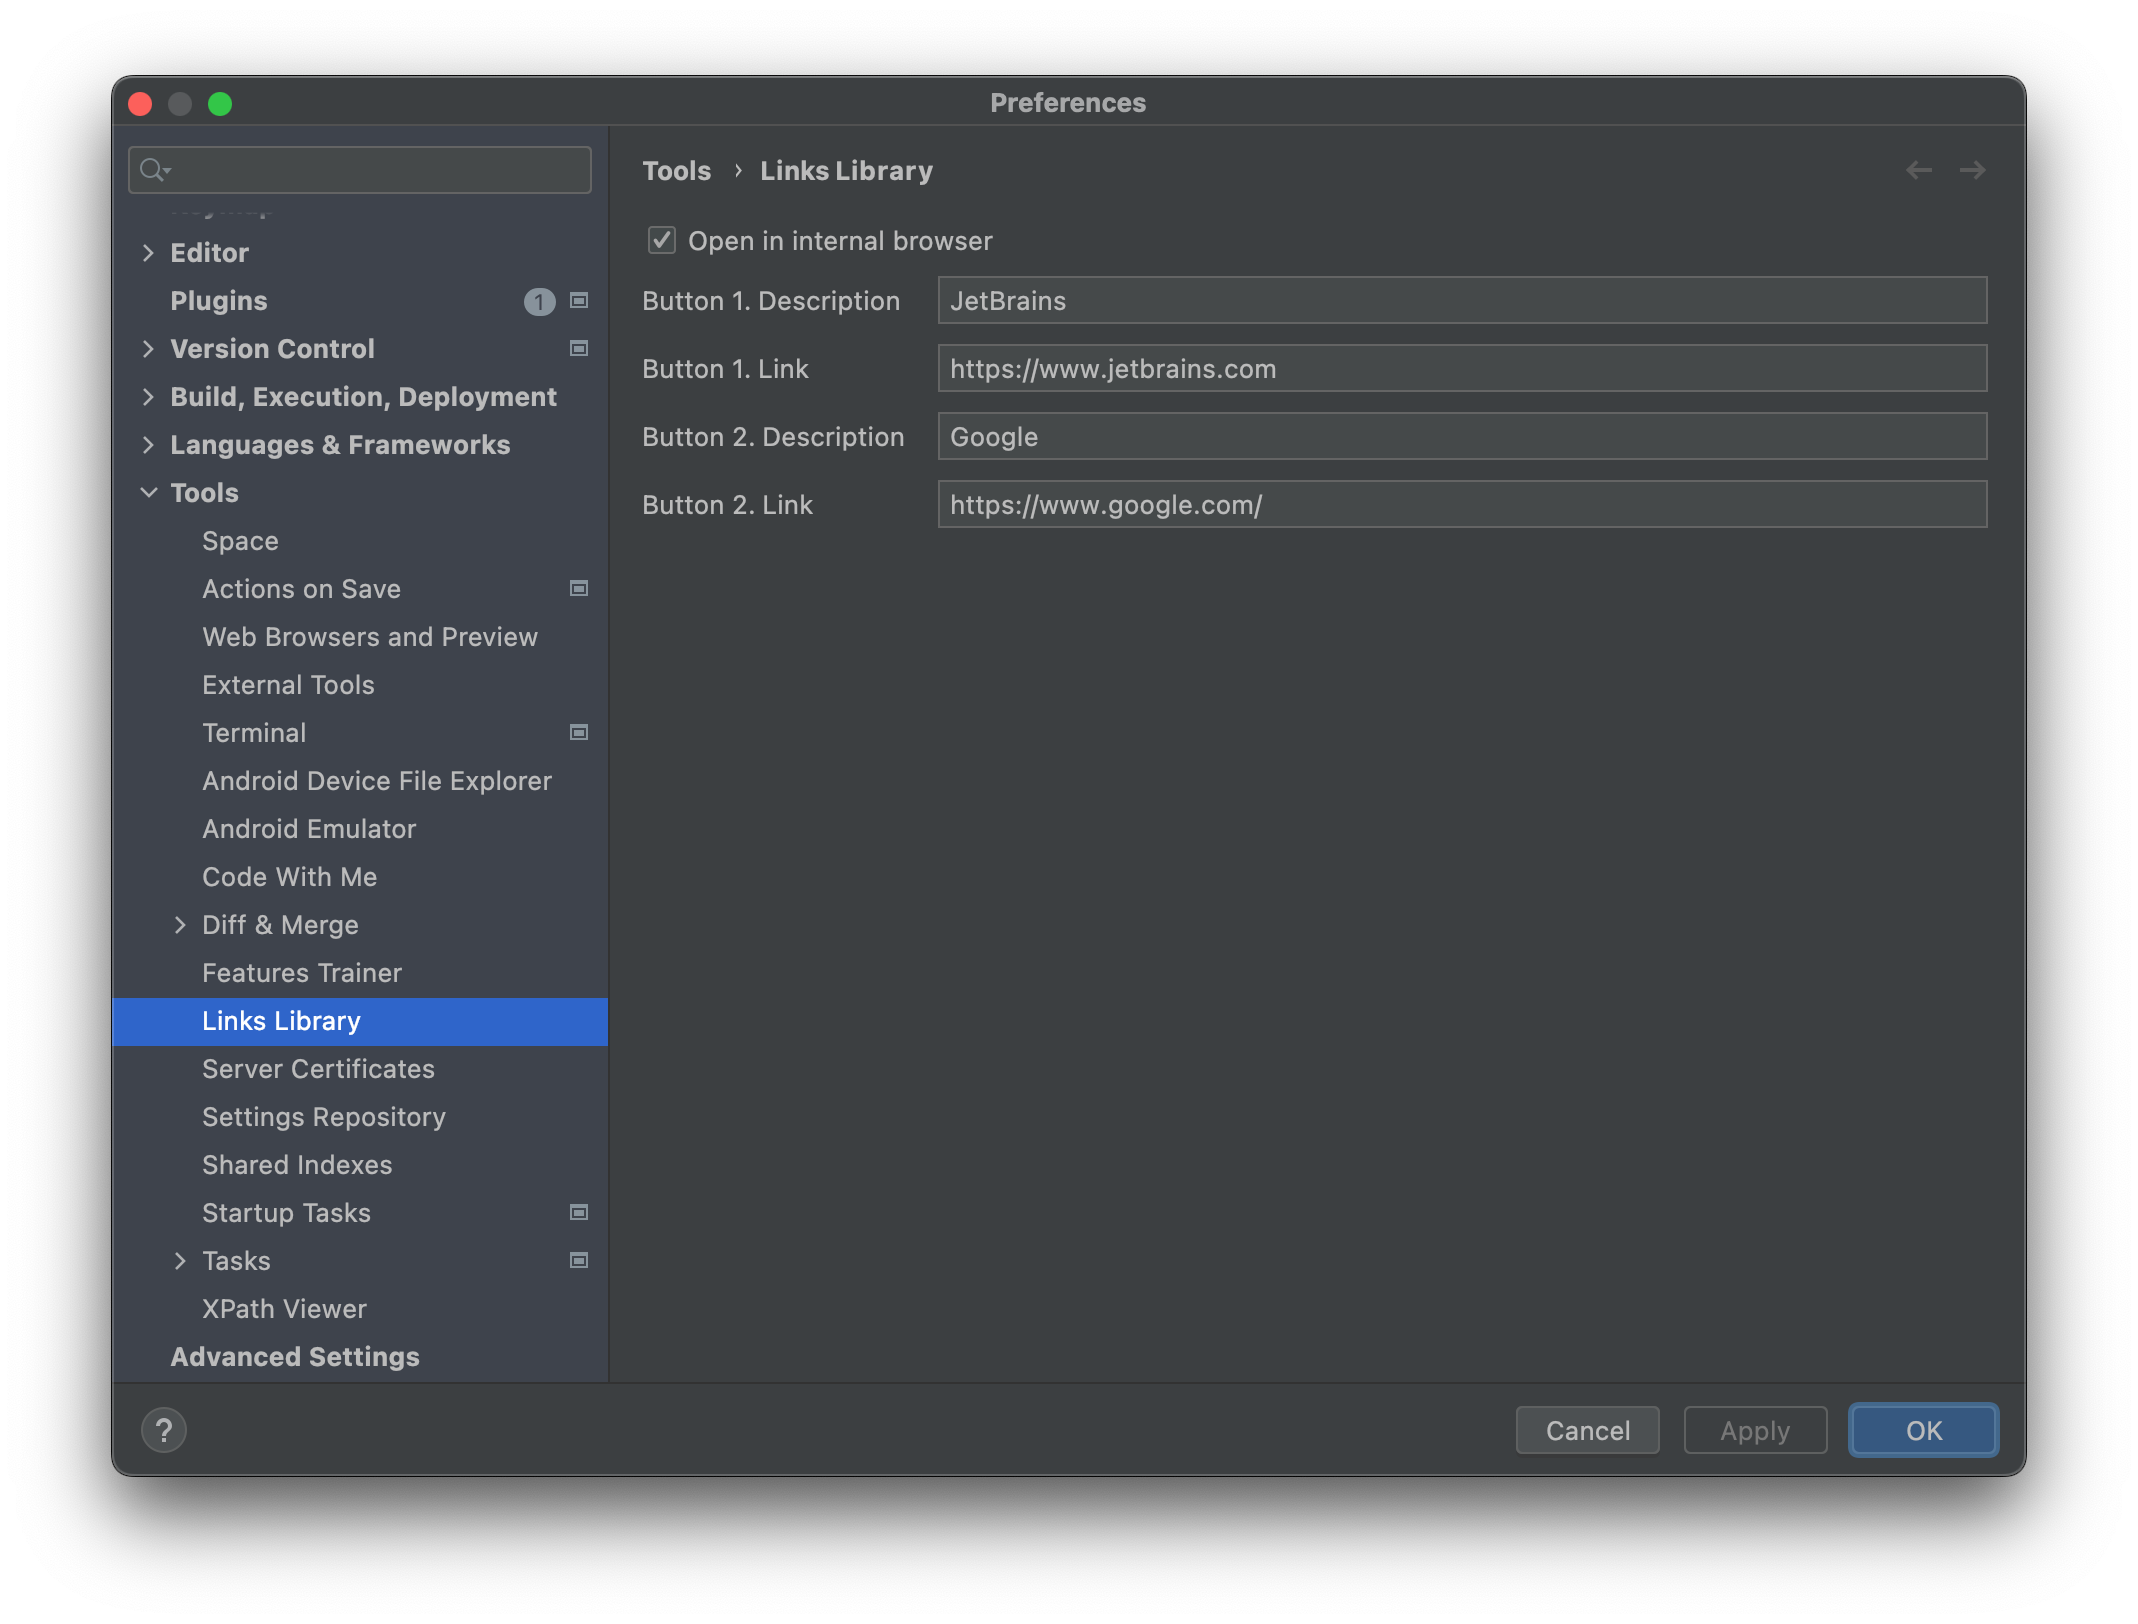 Preferences
Editor
Plugins 1
Version Control
Build, Execution, Deployment
Languages & Frameworks
Tools
Space
Actions on Save
Web Browsers and Preview
External Tools
Terminal
Android Device File Explorer
Android Emulator
Code With Me
Diff & Merge
Features Trainer
Links Library
Server Certificates
Settings Repository
Shared Indexes
Startup Tasks
Tasks
XPath Viewer
Advanced Settings
Tools › Links Library
Open in internal browser
Button 1. Description JetBrains
Button 1. Link https://www.jetbrains.com
Button 2. Description Google
Button 2. Link https://www.google.com/
?
Cancel Apply OK